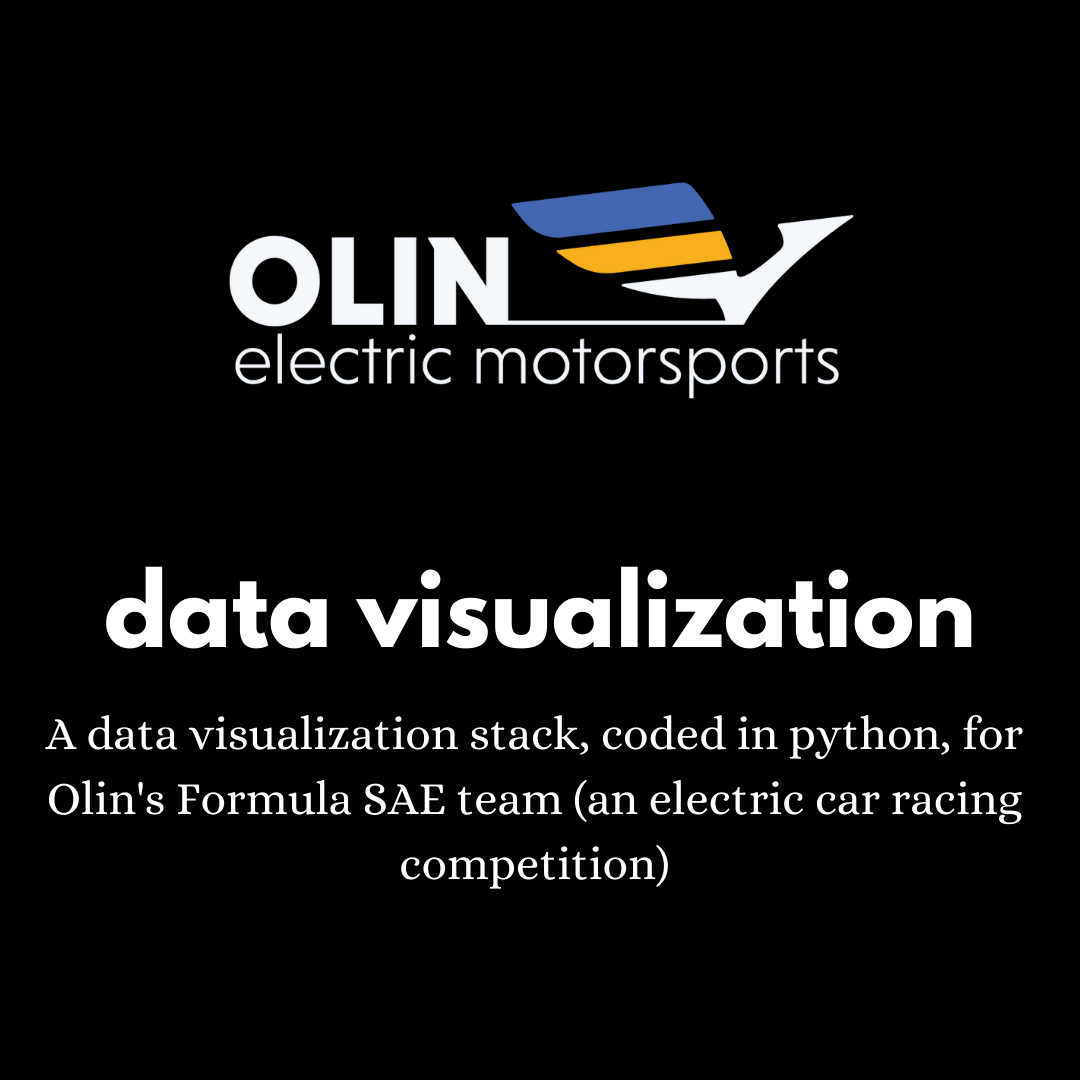 OLIN
electric motorsports
data visualization
A data visualization stack, coded in python, for
Olin's Formula SAE team (an electric car racing
competition)